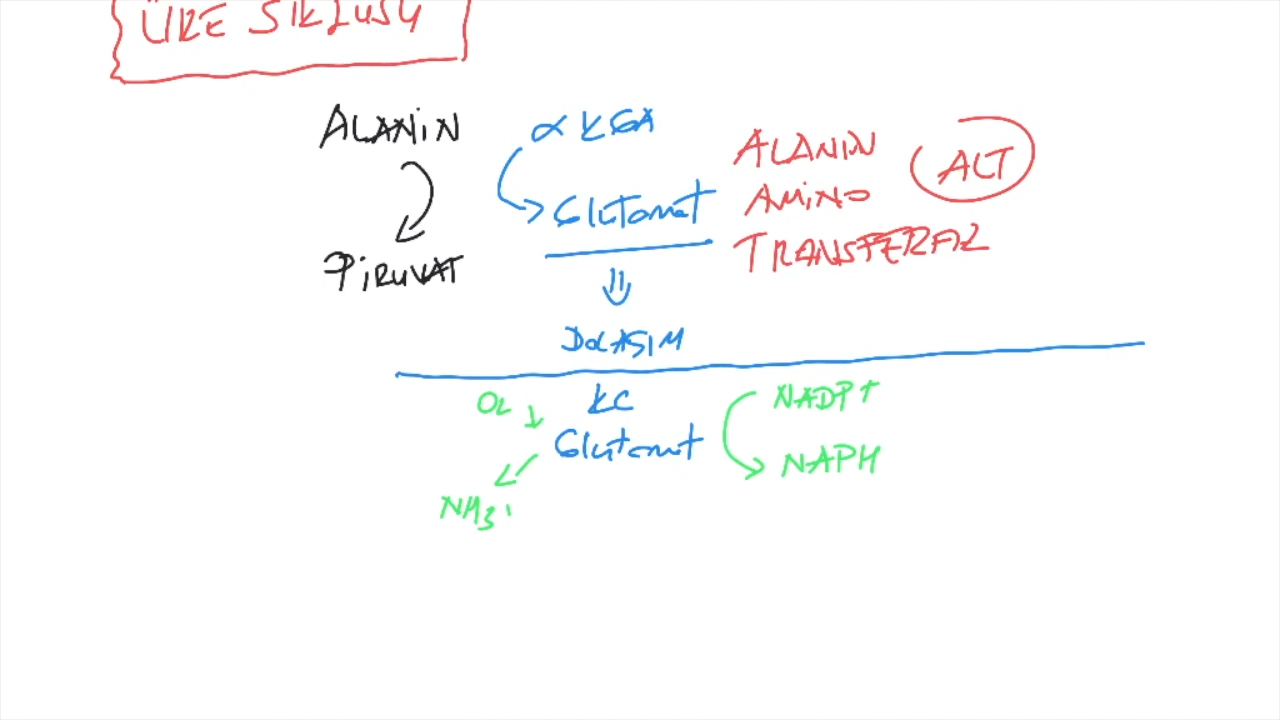 ÜRE SİKLUSU
ALANİN
PİRUVAT
α KGA
Glutamat
ALANİN
AMİNO
TRANSFERAZ
ALT
DOLAŞIM
KC
Glutamat
O2
NH3
NADP+
NAPH